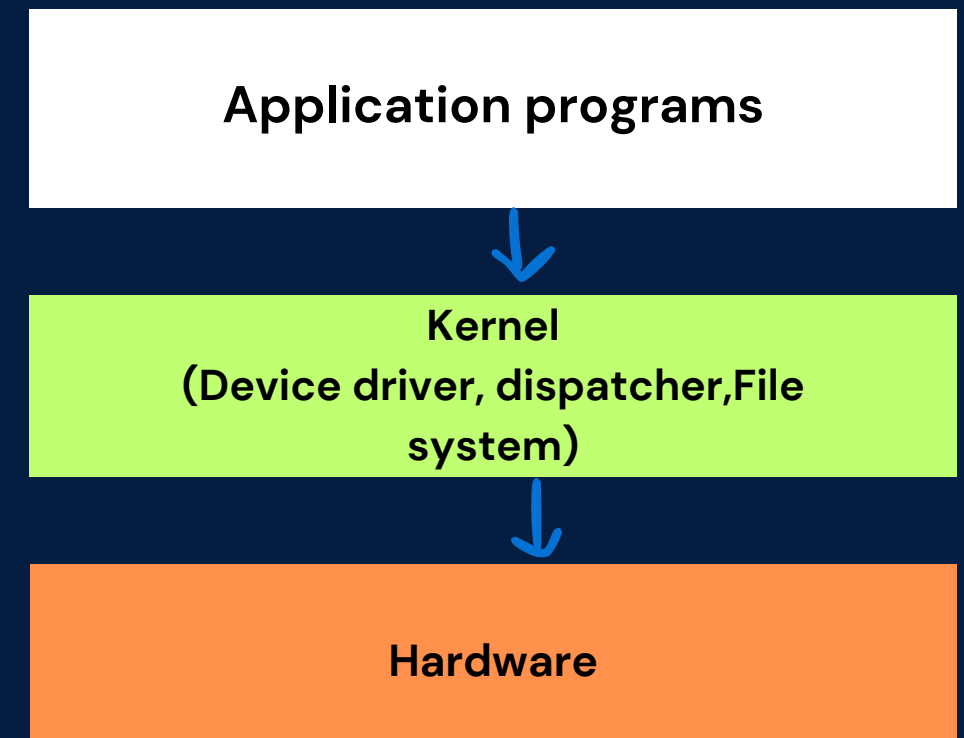 Application programs
Kernel
(Device driver, dispatcher,File
system)
Hardware